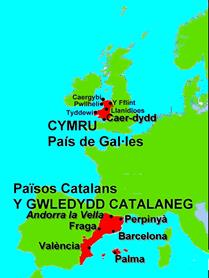 Caergybi
Pwllheli
Y Fflint
Llanidloes
Tyddewi
Caer-dydd
CYMRU
País de Gal·les
Països Catalans
Y GWLEDYDD CATALANEG
Andorra la Vella
Perpinyà
Fraga
Barcelona
València
Palma